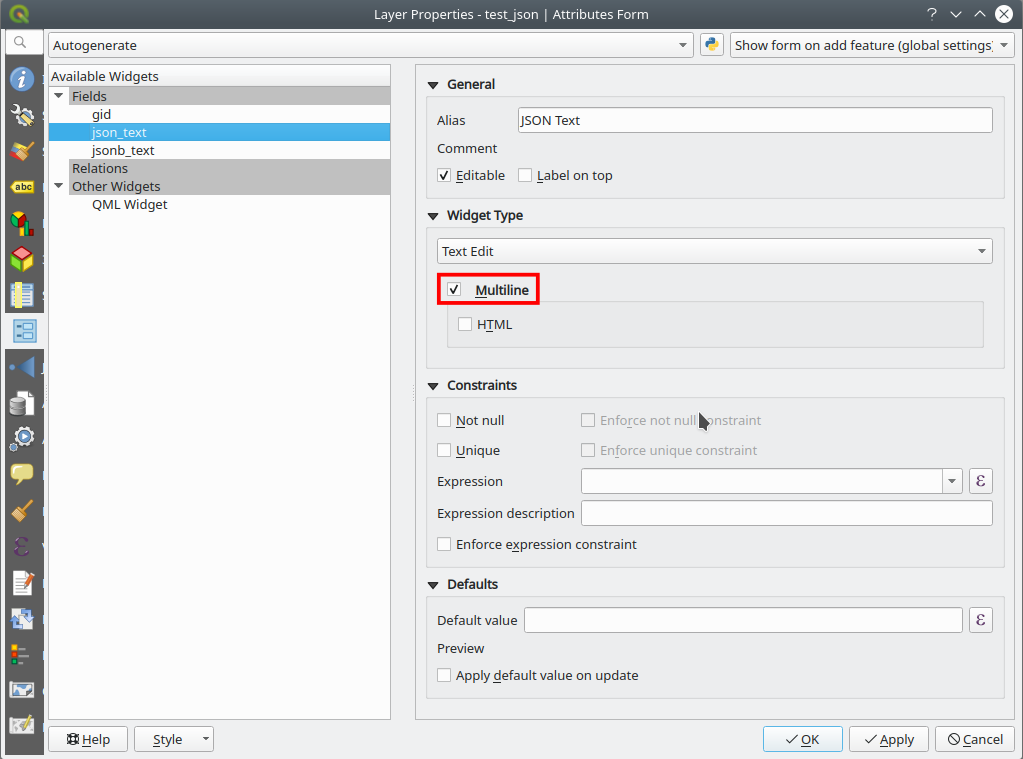 Layer Properties - test_json | Attributes Form
Autogenerate
Show form on add feature (global settings)
Available Widgets
Fields
gid
json_text
jsonb_text
Relations
Other Widgets
QML Widget
General
Alias JSON Text
Comment
Editable Label on top
Widget Type
Text Edit
Multiline
HTML
Constraints
Not null Enforce not null constraint
Unique Enforce unique constraint
Expression ε
Expression description
Enforce expression constraint
Defaults
Default value ε
Preview
Apply default value on update
abc
Help Style OK Apply Cancel